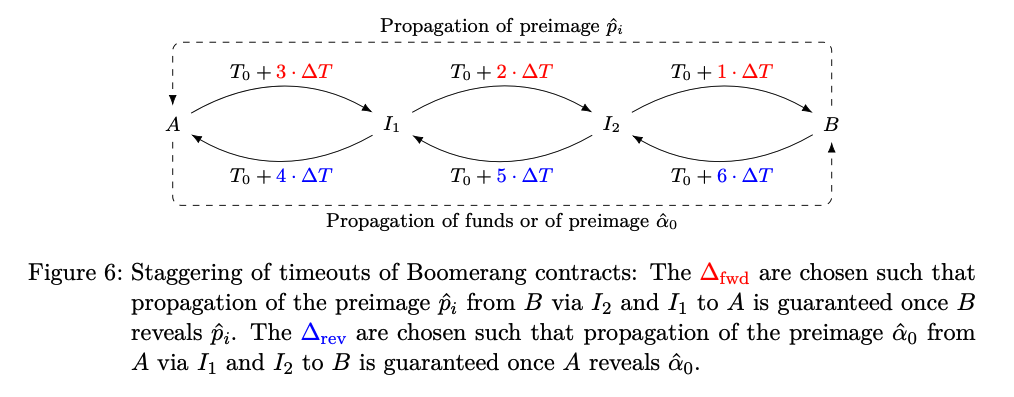 Propagation of preimage p̂ᵢ
T₀ + 3 · ΔT T₀ + 2 · ΔT T₀ + 1 · ΔT
A I₁ I₂ B
T₀ + 4 · ΔT T₀ + 5 · ΔT T₀ + 6 · ΔT
Propagation of funds or of preimage α̂₀
Figure 6: Staggering of timeouts of Boomerang contracts: The Δfwd are chosen such that
propagation of the preimage p̂ᵢ from B via I₂ and I₁ to A is guaranteed once B
reveals p̂ᵢ. The Δrev are chosen such that propagation of the preimage α̂₀ from
A via I₁ and I₂ to B is guaranteed once A reveals α̂₀.